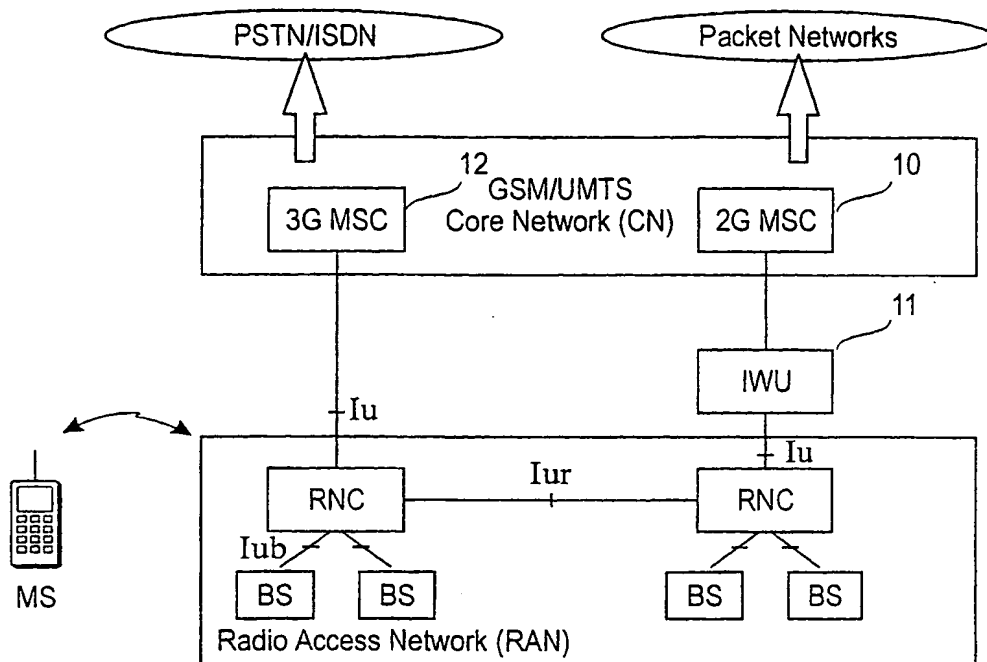 PSTN/ISDN
Packet Networks
12
GSM/UMTS
Core Network (CN)
10
3G MSC
2G MSC
11
IWU
Iu
Iu
Iur
RNC
RNC
Iub
BS
BS
BS
BS
MS
Radio Access Network (RAN)